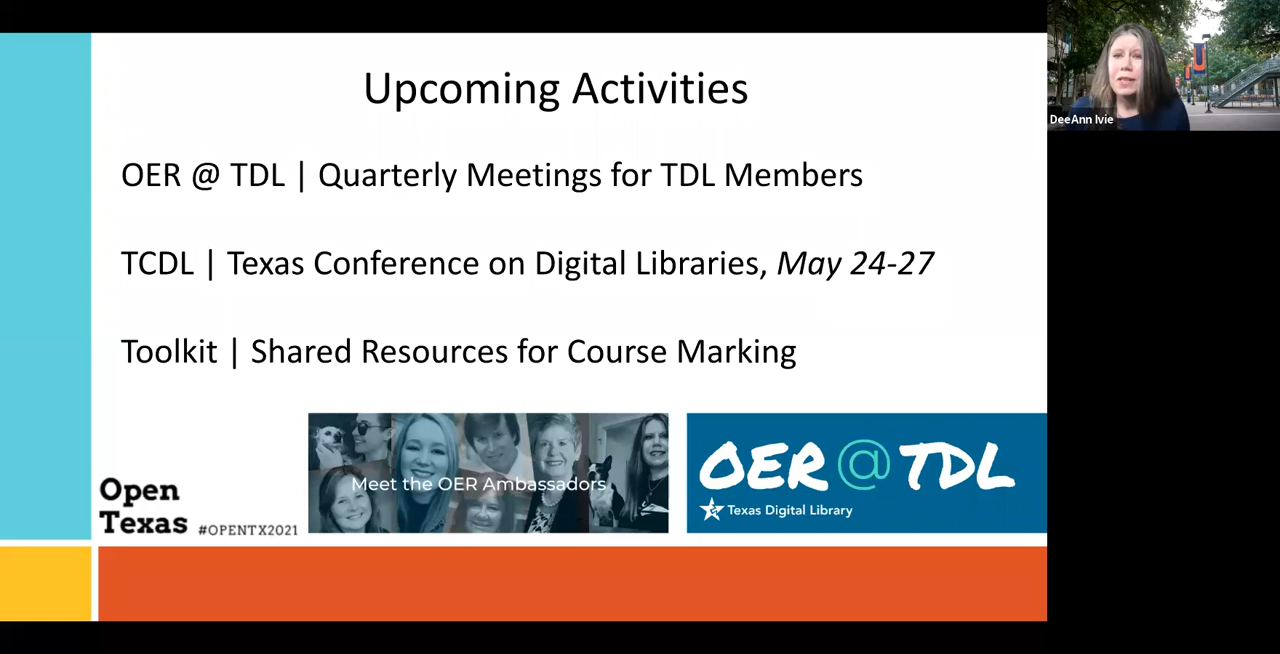 Upcoming Activities
DeeAnn Ivie
OER @ TDL | Quarterly Meetings for TDL Members
TCDL | Texas Conference on Digital Libraries, May 24-27
Toolkit | Shared Resources for Course Marking
Meet the OER Ambassadors
OER @ TDL
Texas Digital Library
Open
Texas #OPENTX2021